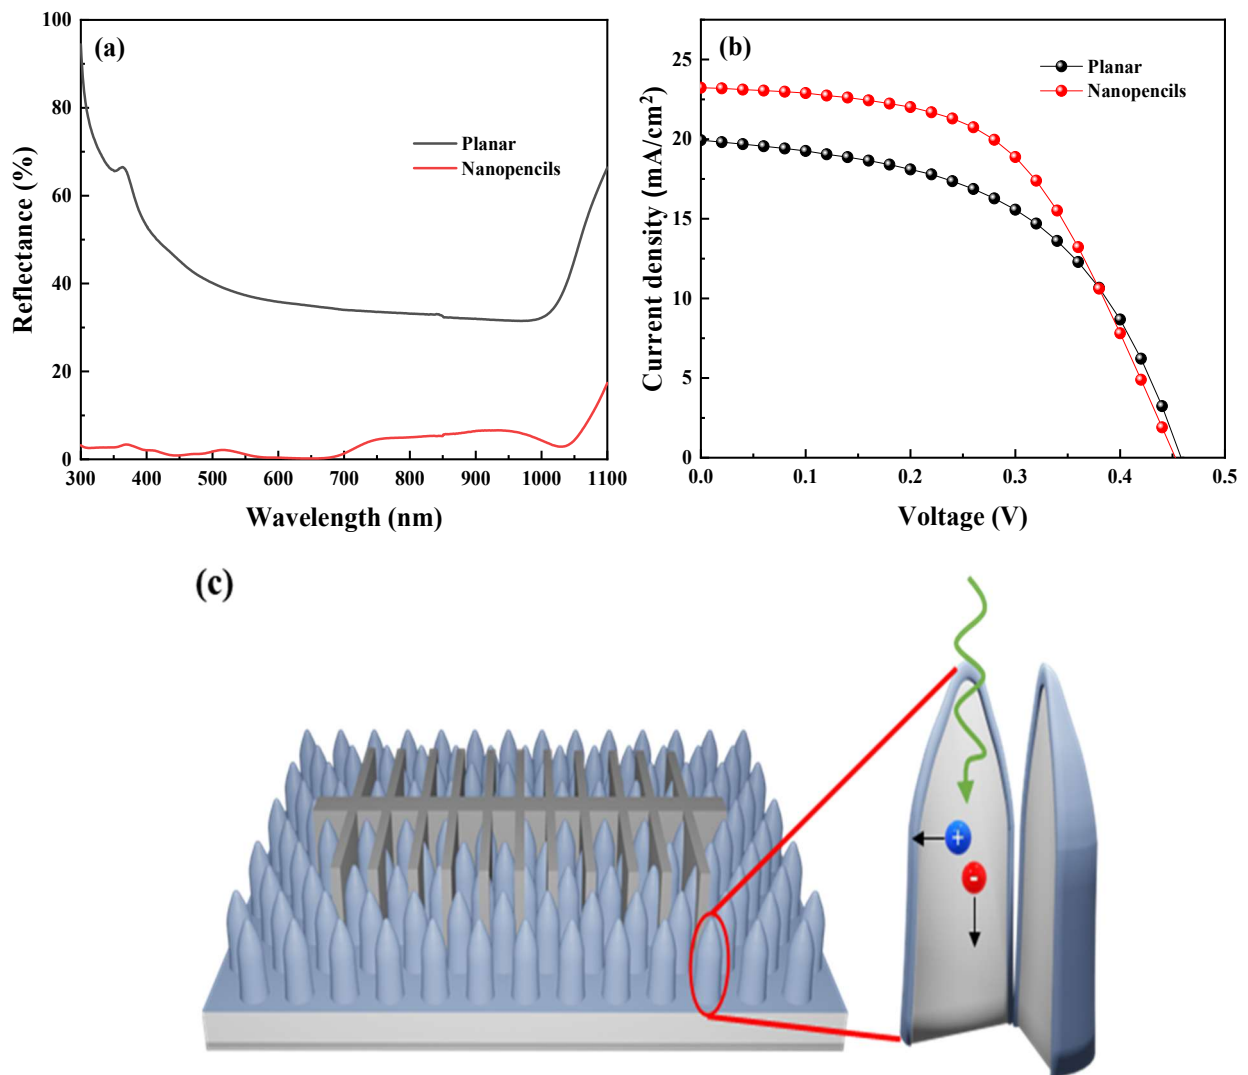 (a)
Reflectance (%)
100
80
60
40
20
0
Planar
Nanopencils
300 400 500 600 700 800 900 1000 1100
Wavelength (nm)
(b)
Current density (mA/cm²)
25
20
15
10
5
0
Planar
Nanopencils
0.0 0.1 0.2 0.3 0.4 0.5
Voltage (V)
(c)
+
-